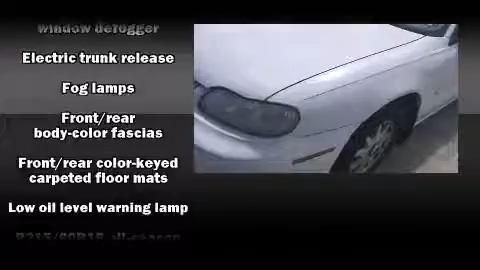 window defogger
Electric trunk release
Fog lamps
Front/rear
body-color fascias
Front/rear color-keyed
carpeted floor mats
Low oil level warning lamp